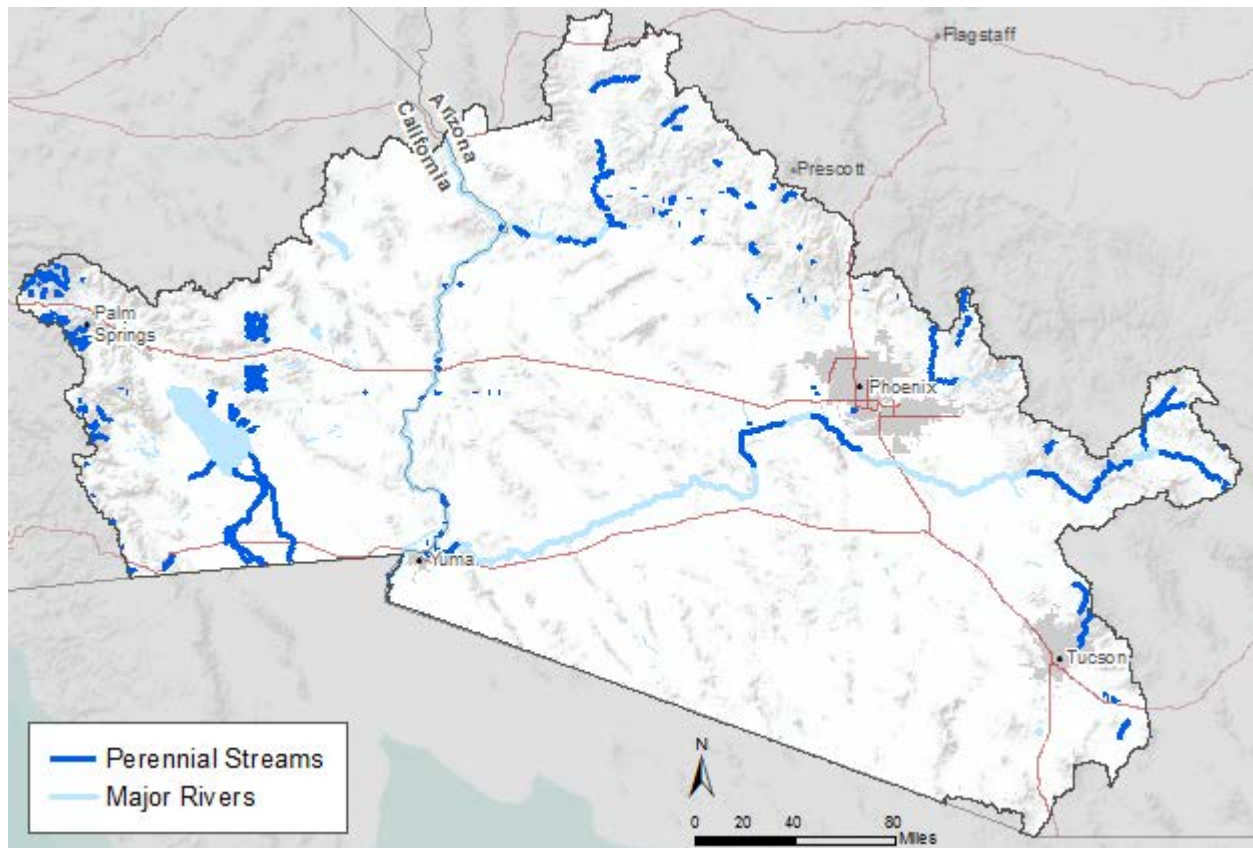 Flagstaff
Arizona
California
Prescott
Palm
Springs
Phoenix
Yuma
Tucson
Perennial Streams
Major Rivers
N
0 20 40 80
Miles